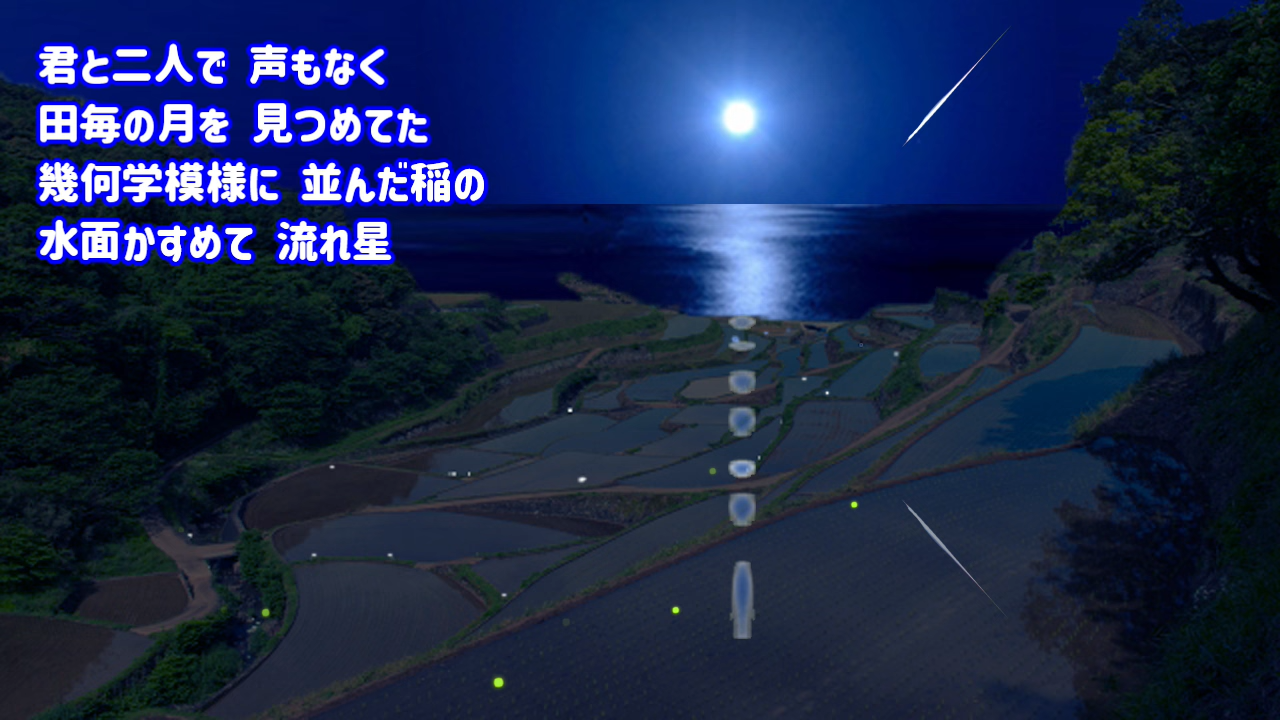 君と二人で 声もなく
田毎の月を 見つめてた
幾何学模様に 並んだ稲の
水面かすめて 流れ星